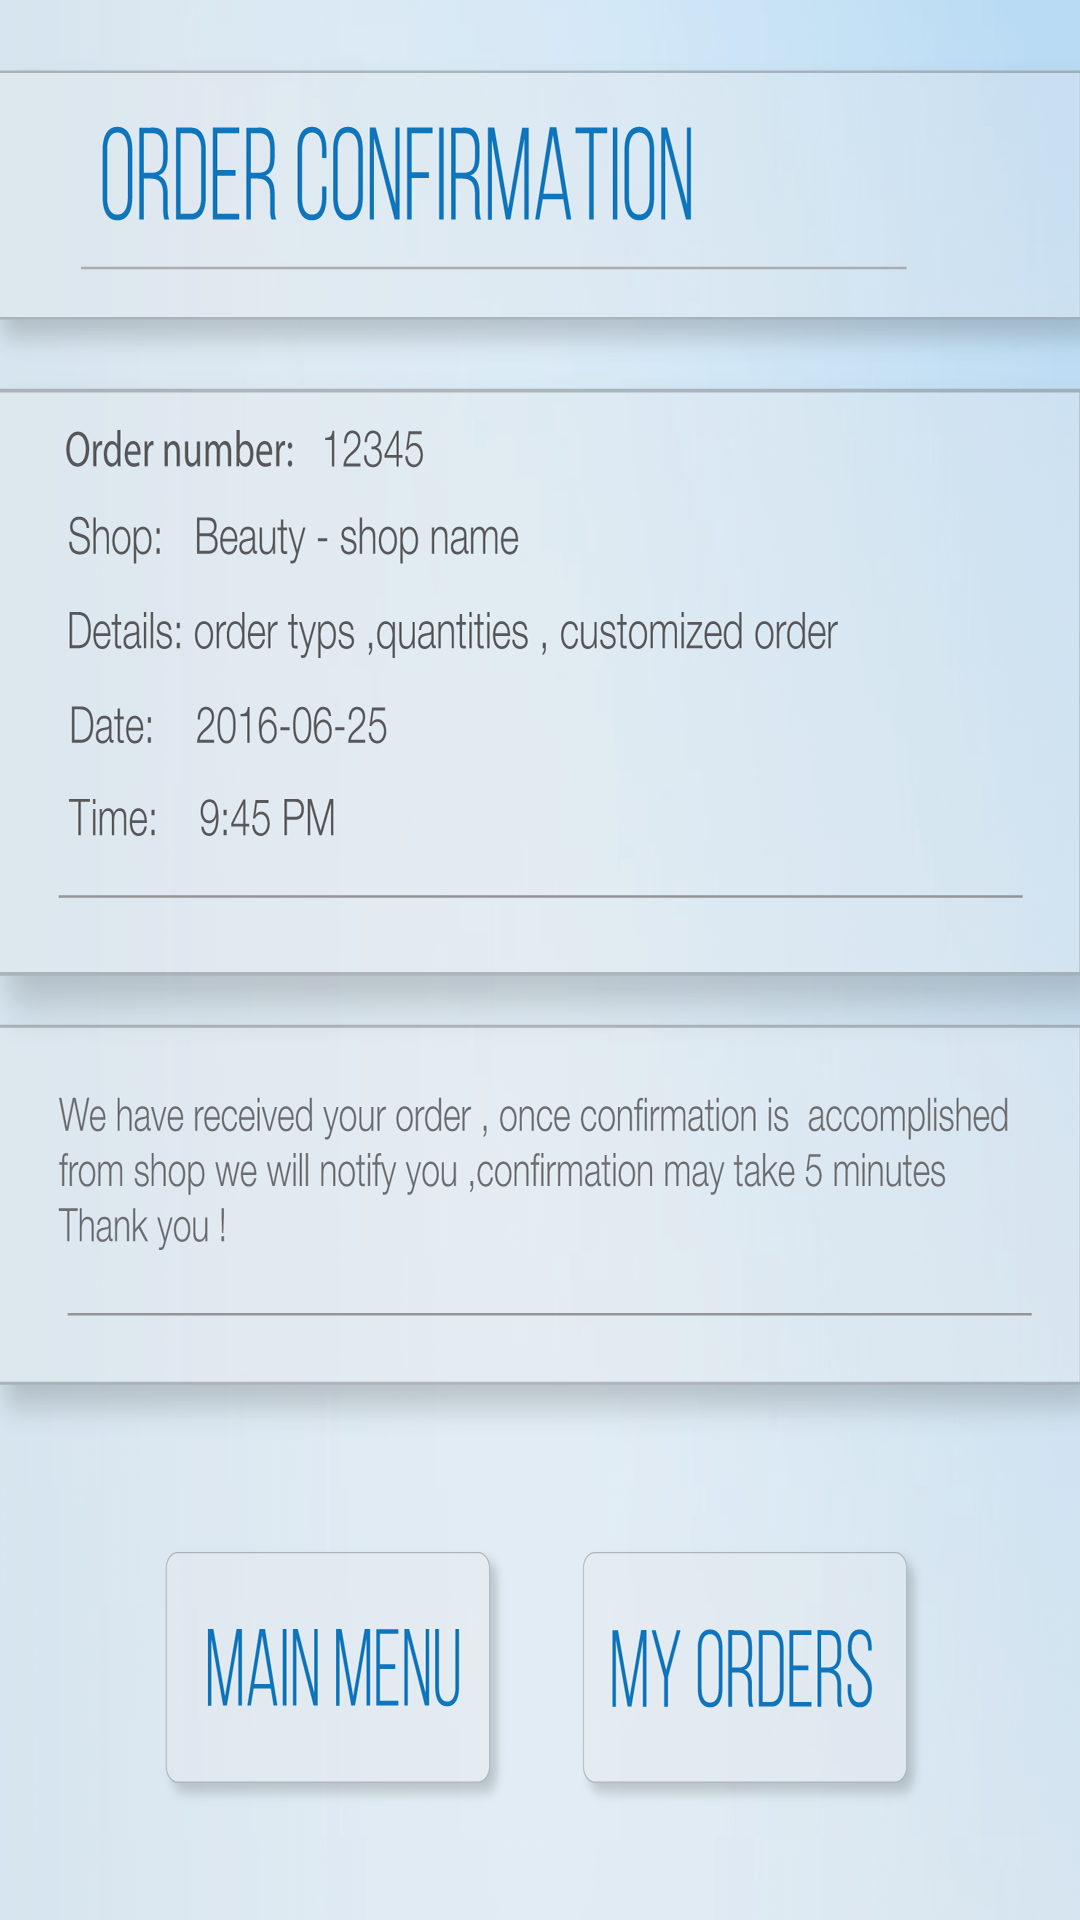 ORDER CONFIRMATION
Order number: 12345
Shop: Beauty - shop name
Details: order typs ,quantities , customized order
Date: 2016-06-25
Time: 9:45 PM
We have received your order , once confirmation is accomplished
from shop we will notify you ,confirmation may take 5 minutes
Thank you !
MAIN MENU
MY ORDERS